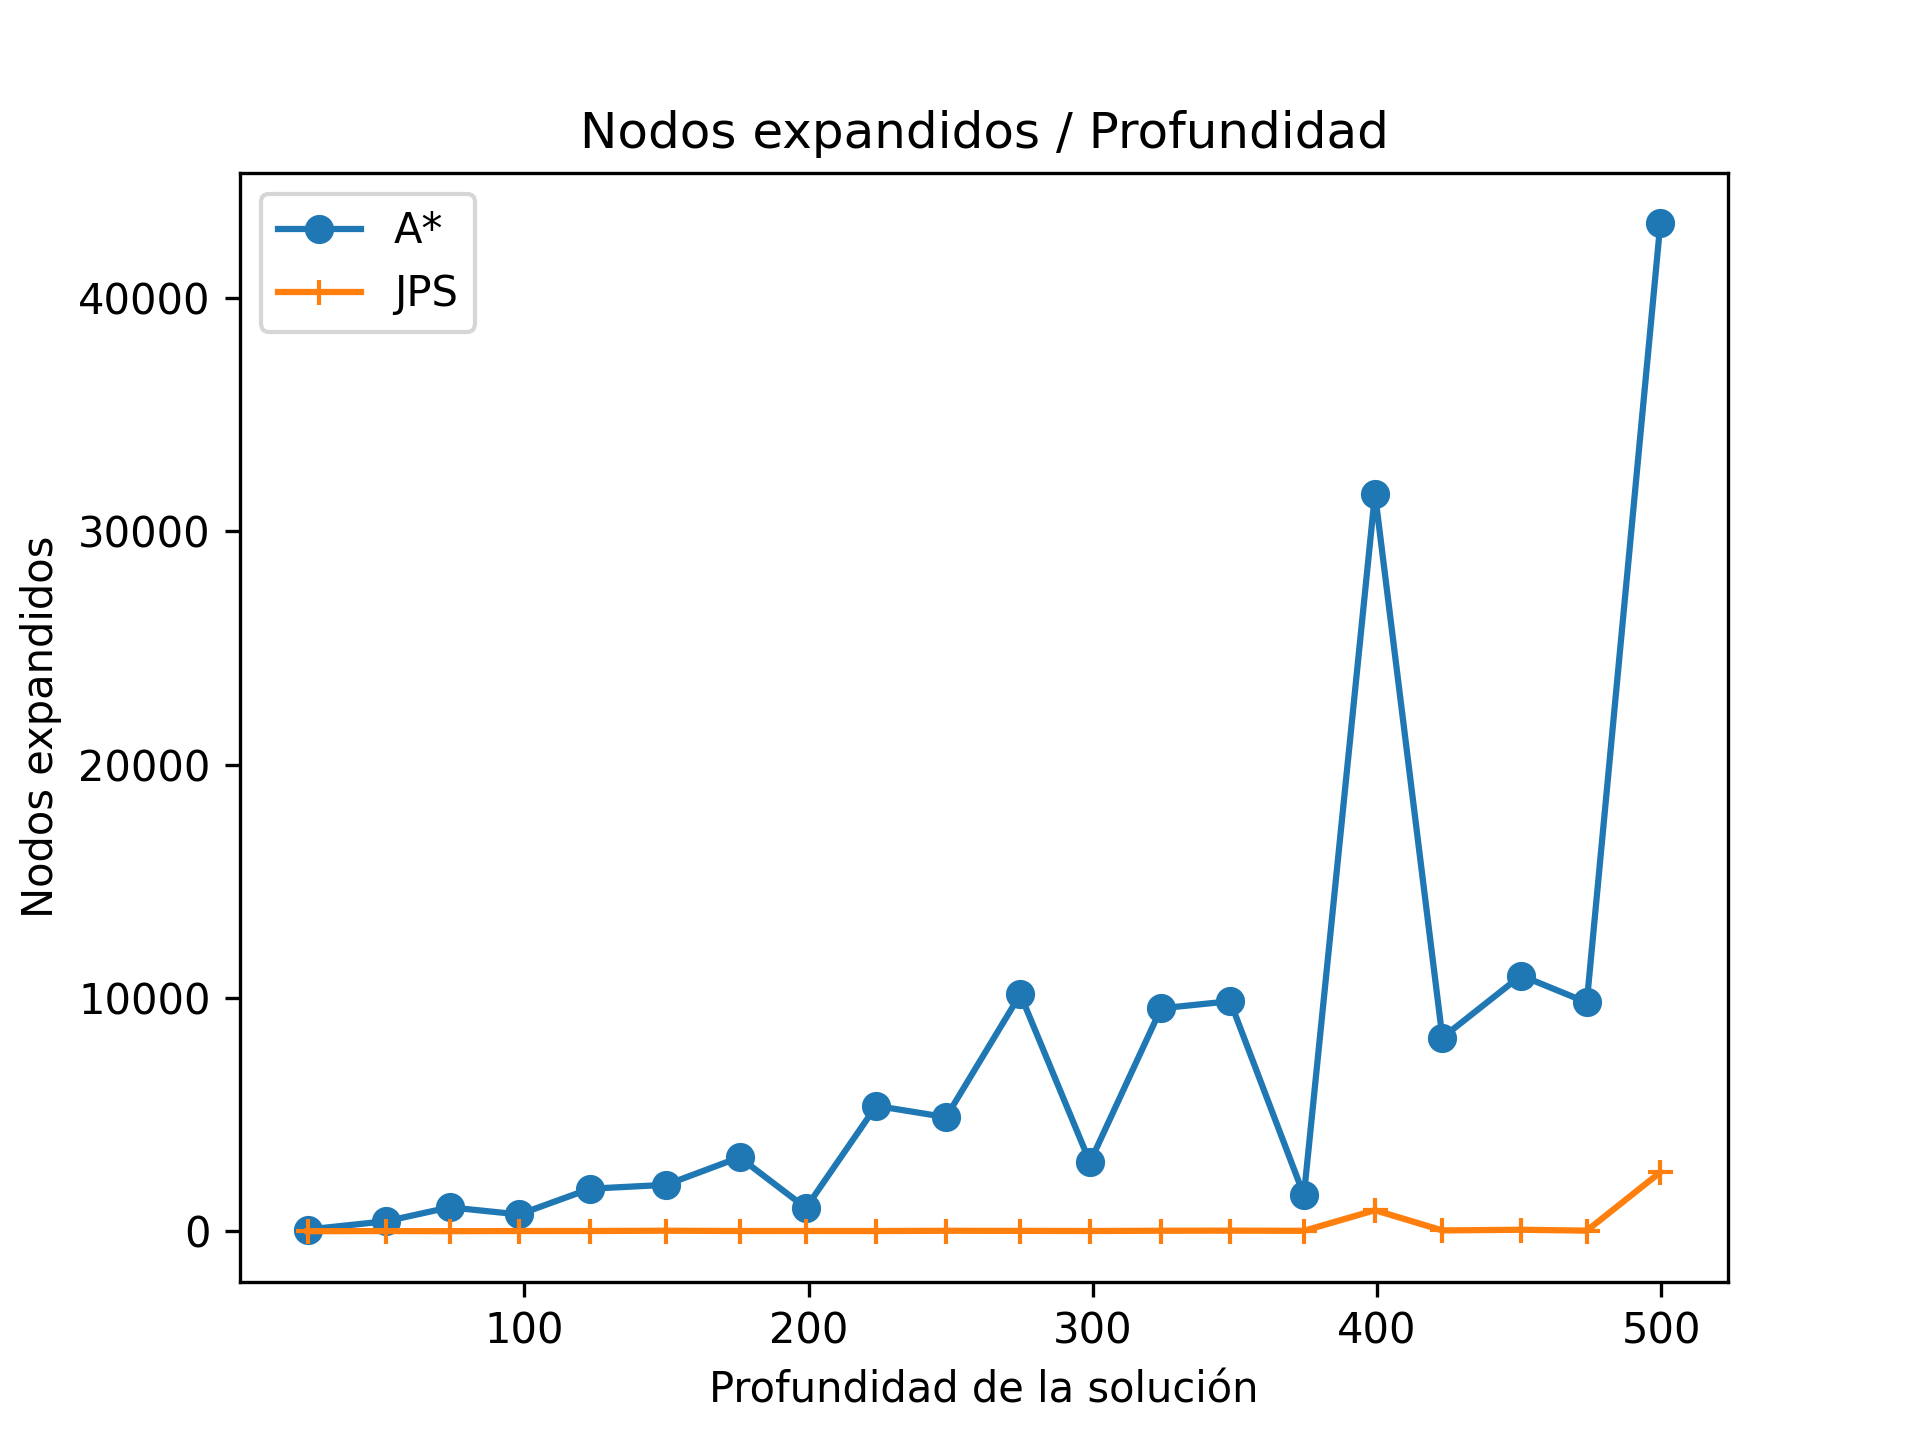 Nodos expandidos / Profundidad
A*
JPS
40000
30000
20000
10000
0
Nodos expandidos
100 200 300 400 500
Profundidad de la solución